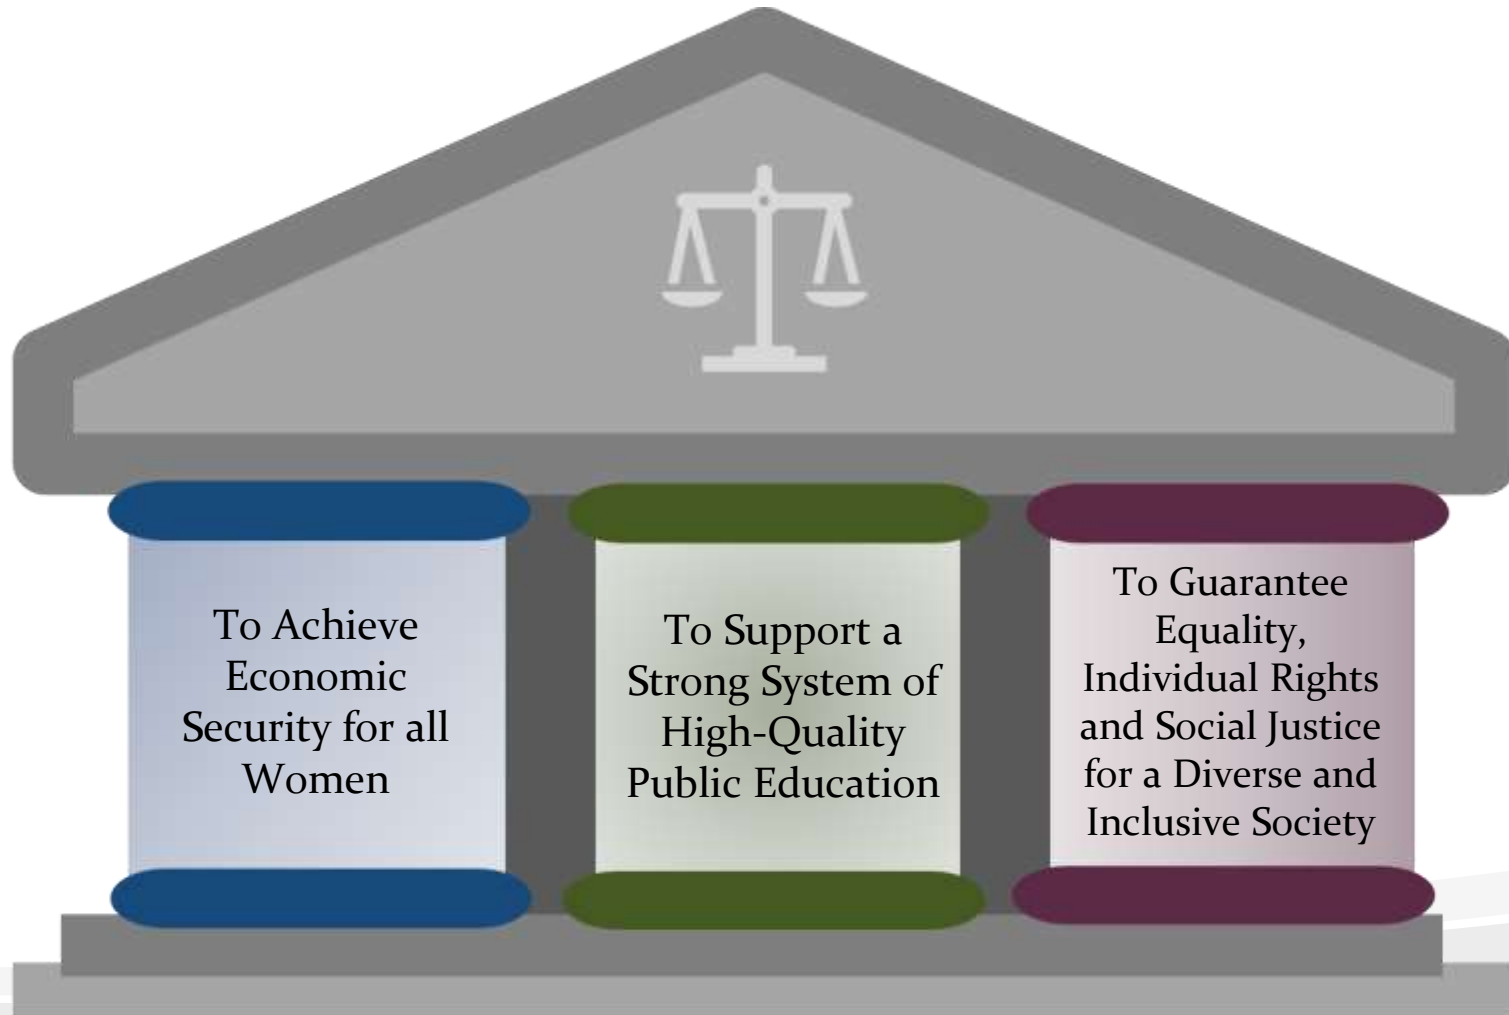 To Achieve
Economic
Security for all
Women
To Support a
Strong System of
High-Quality
Public Education
To Guarantee
Equality,
Individual Rights
and Social Justice
for a Diverse and
Inclusive Society